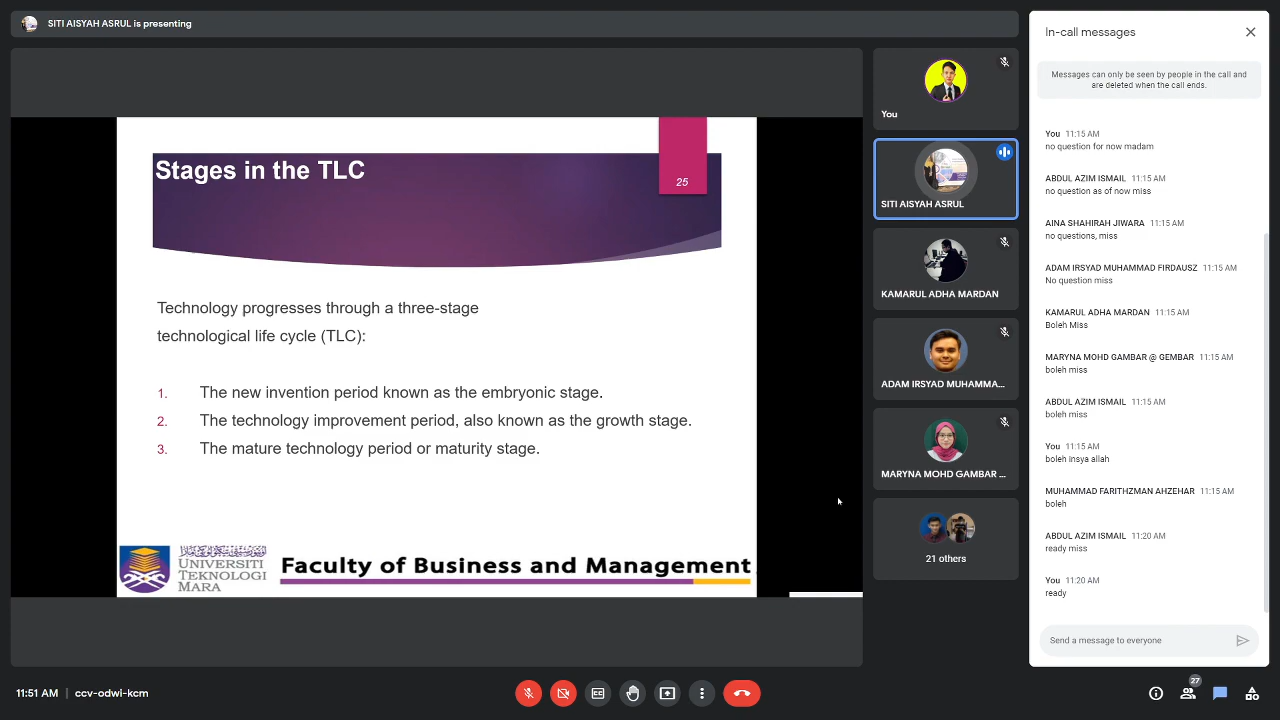 SITI AISYAH ASRUL is presenting
Stages in the TLC
25
Technology progresses through a three-stage
technological life cycle (TLC):
1. The new invention period known as the embryonic stage.
2. The technology improvement period, also known as the growth stage.
3. The mature technology period or maturity stage.
UNIVERSITI
TEKNOLOGI
MARA
Faculty of Business and Management
You
SITI AISYAH ASRUL
KAMARUL ADHA MARDAN
ADAM IRSYAD MUHAMMA...
MARYNA MOHD GAMBAR ...
21 others
In-call messages
Messages can only be seen by people in the call and
are deleted when the call ends.
You 11:15 AM
no question for now madam
ABDUL AZIM ISMAIL 11:15 AM
no question as of now miss
AINA SHAHIRAH JIWARA 11:15 AM
no questions, miss
ADAM IRSYAD MUHAMMAD FIRDAUSZ 11:15 AM
No question miss
KAMARUL ADHA MARDAN 11:15 AM
Boleh Miss
MARYNA MOHD GAMBAR @ GEMBAR 11:15 AM
boleh miss
ABDUL AZIM ISMAIL 11:15 AM
boleh miss
You 11:15 AM
boleh insya allah
MUHAMMAD FARITHZMAN AHZEHAR 11:15 AM
boleh
ABDUL AZIM ISMAIL 11:20 AM
ready miss
You 11:20 AM
ready
Send a message to everyone
11:51 AM | ccv-odwi-kcm
27